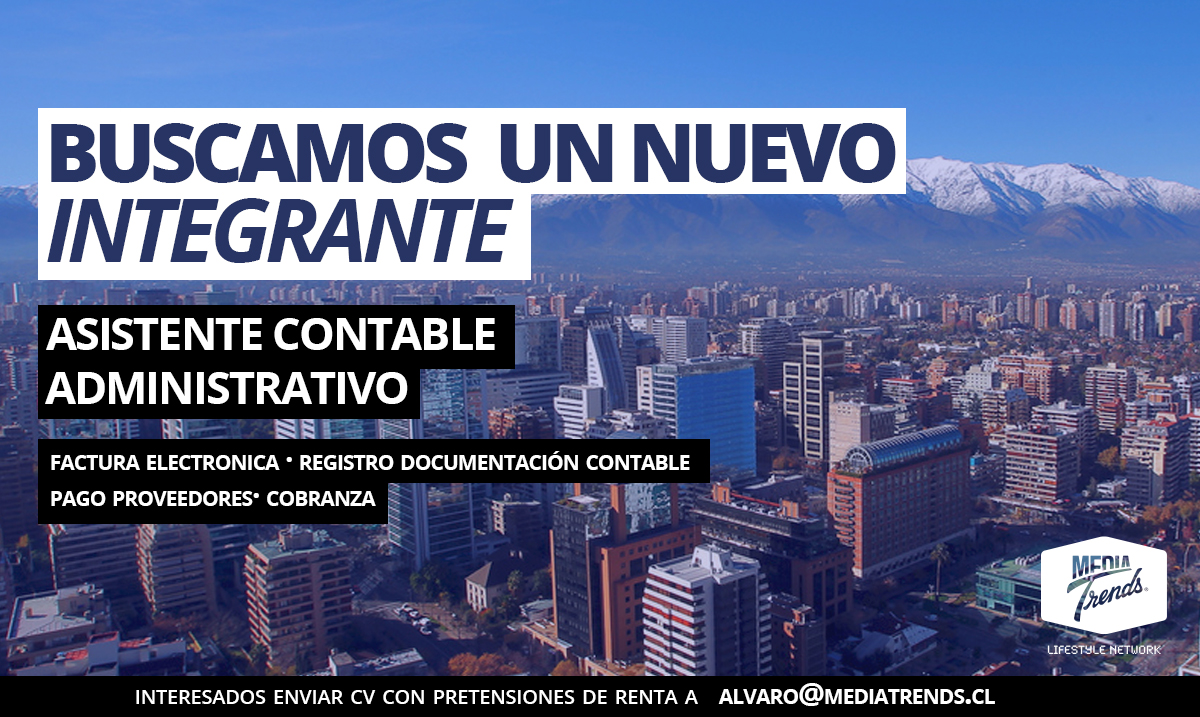 BUSCAMOS UN NUEVO
INTEGRANTE
ASISTENTE CONTABLE
ADMINISTRATIVO
FACTURA ELECTRONICA • REGISTRO DOCUMENTACIÓN CONTABLE
PAGO PROVEEDORES• COBRANZA
MEDIA
Trends®
LIFESTYLE NETWORK
INTERESADOS ENVIAR CV CON PRETENSIONES DE RENTA A ALVARO@MEDIATRENDS.CL